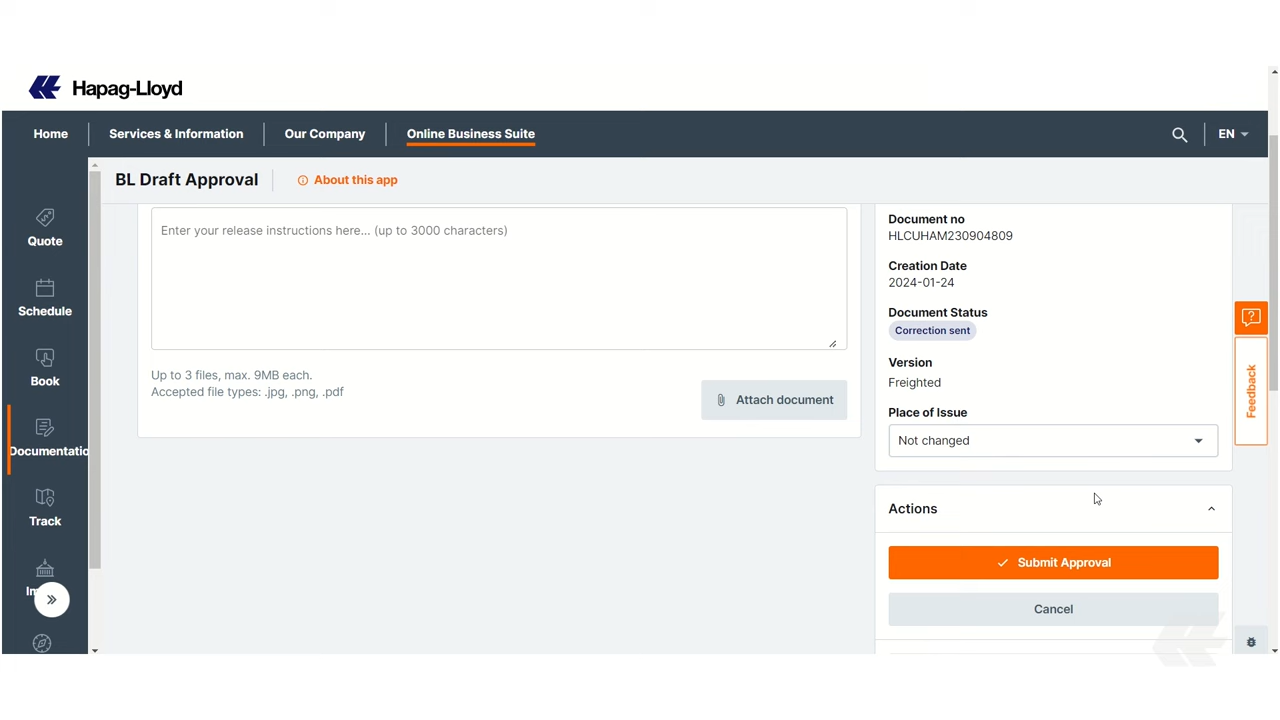 Hapag-Lloyd
Home
Services & Information
Our Company
Online Business Suite
EN
BL Draft Approval
About this app
Quote
Schedule
Book
Documentatio
Track
Im
Enter your release instructions here... (up to 3000 characters)
Up to 3 files, max. 9MB each.
Accepted file types: .jpg, .png, .pdf
Attach document
Document no
HLCUHAM230904809
Creation Date
2024-01-24
Document Status
Correction sent
Version
Freighted
Place of Issue
Not changed
Actions
Submit Approval
Cancel
Feedback